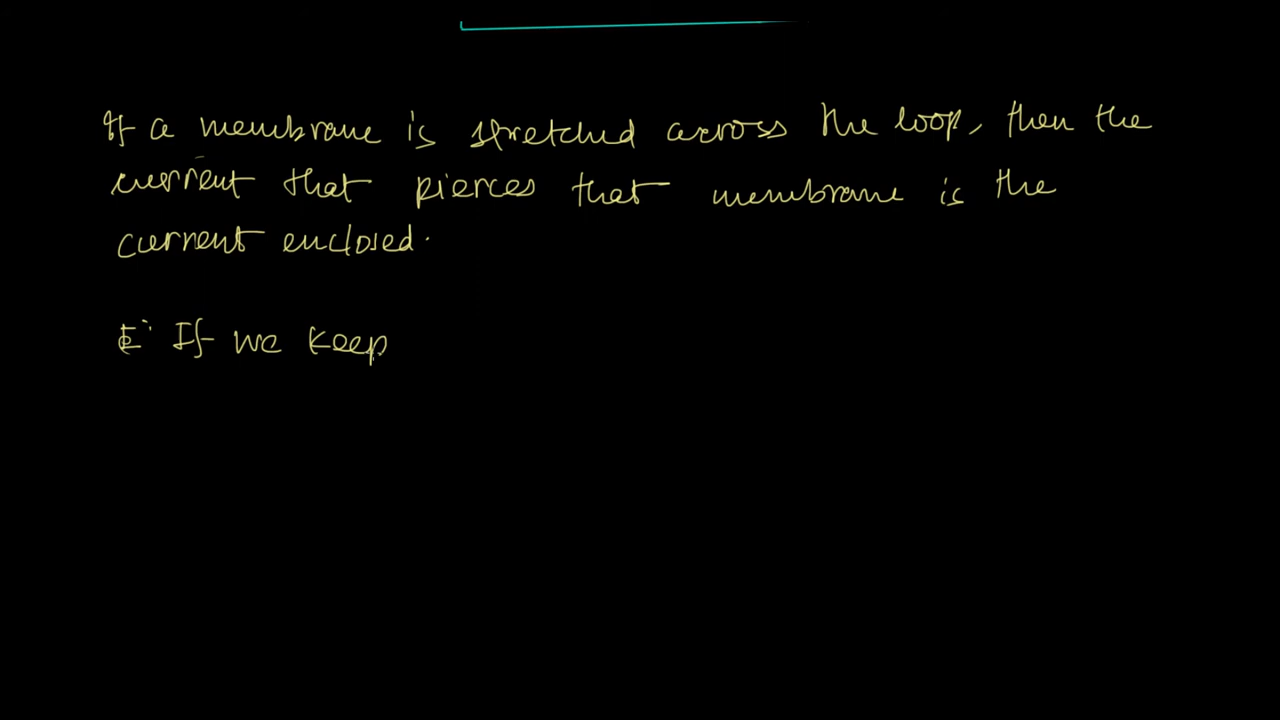 If a membrane is stretched across the loop, then the
current that pierces that membrane is the
current enclosed.
E: If we keep